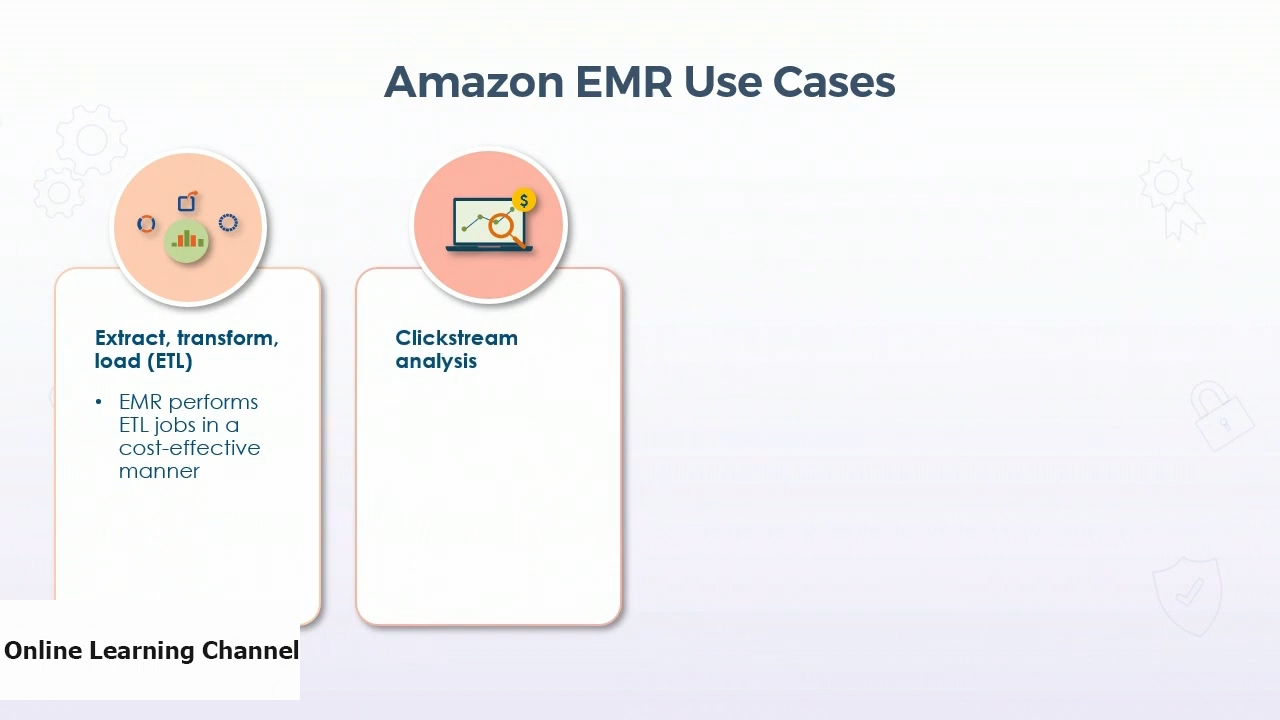 Amazon EMR Use Cases
Extract, transform,
load (ETL)
• EMR performs
ETL jobs in a
cost-effective
manner
Clickstream
analysis
$
Online Learning Channel